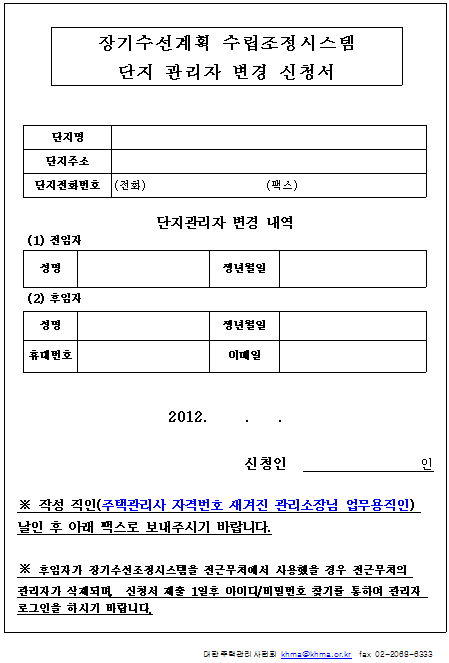 장기수선계획 수립조정시스템
단지 관리자 변경 신청서
단지명
단지주소
단지전화번호 (전화) (팩스)
단지관리자 변경 내역
(1) 전임자
성명 생년월일
(2) 후임자
성명 생년월일
휴대번호 이메일
2012. . .
신청인 인
※ 작성 직인(주택관리사 자격번호 새겨진 관리소장님 업무용직인)
날인 후 아래 팩스로 보내주시기 바랍니다.
※ 후임자가 장기수선조정시스템을 전근무처에서 사용했을 경우 전근무처의
관리자가 삭제되며, 신청서 제출 1일후 아이디/비밀번호 찾기를 통하여 관리자
로그인을 하시기 바랍니다.
대한주택관리사협회 khma@khma.or.kr fax 02-2068-6333